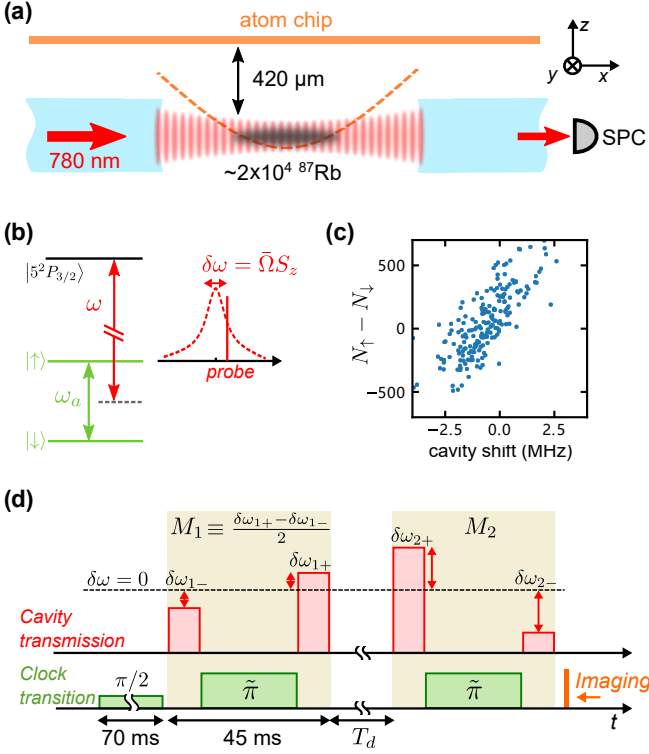 (a)
atom chip
420 μm
z
y
x
780 nm
SPC
~2x10⁴ ⁸⁷Rb
(b)
|5²P₃/₂⟩
ω
|↑⟩
ωₐ
|↓⟩
δω = Ω̄S_z
probe
(c)
500
0
-500
N↑ − N↓
-2.5
0.0
2.5
cavity shift (MHz)
(d)
M₁ ≡ (δω₁₊−δω₁₋)/2
M₂
δω = 0
δω₁₋
δω₁₊
δω₂₊
δω₂₋
Cavity
transmission
Clock
transition
π/2
π̃
π̃
Imaging
t
70 ms
45 ms
T_d